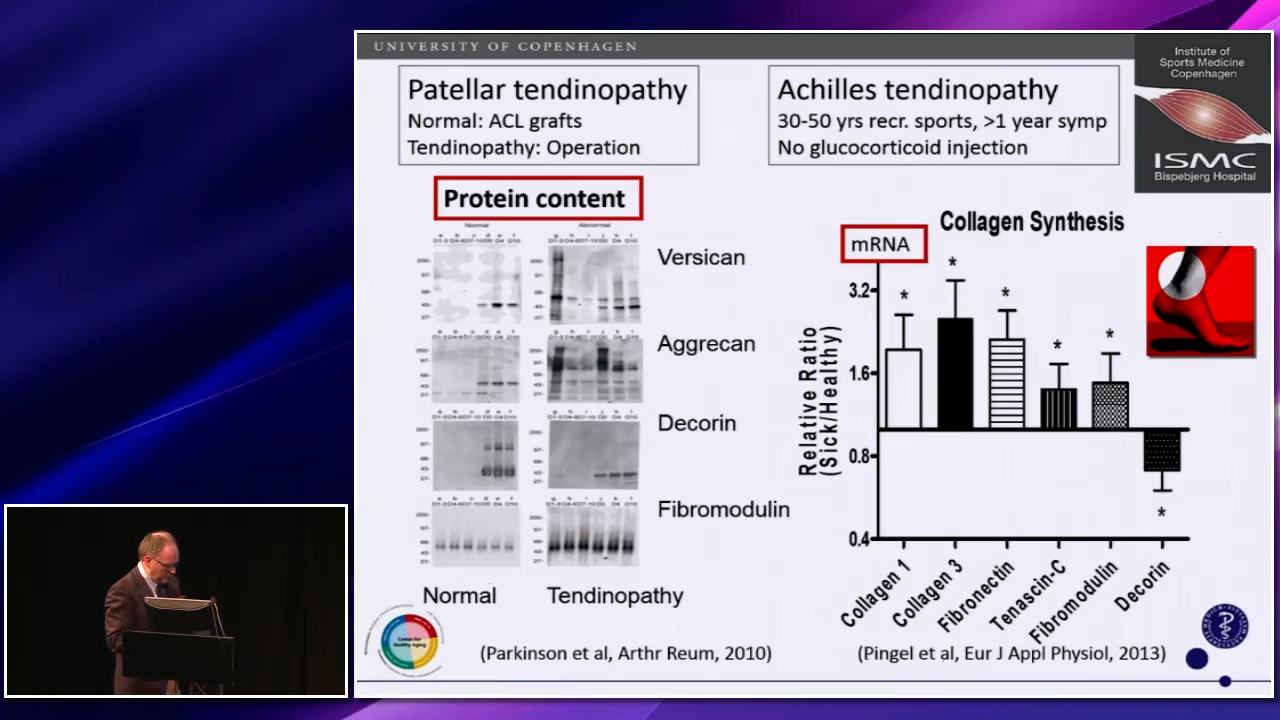 UNIVERSITY OF COPENHAGEN
Institute of
Sports Medicine
Copenhagen
ISMC
Bispebjerg Hospital
Patellar tendinopathy
Normal: ACL grafts
Tendinopathy: Operation
Achilles tendinopathy
30-50 yrs recr. sports, >1 year symp
No glucocorticoid injection
Protein content
Normal
Abnormal
Versican
Aggrecan
Decorin
Fibromodulin
Normal
Tendinopathy
(Parkinson et al, Arthr Reum, 2010)
Collagen Synthesis
mRNA
Relative Ratio
(Sick/Healthy)
3.2
1.6
0.8
0.4
* * * * * *
Collagen 1
Collagen 3
Fibronectin
Tenascin-C
Fibromodulin
Decorin
(Pingel et al, Eur J Appl Physiol, 2013)
Center for
Healthy Aging